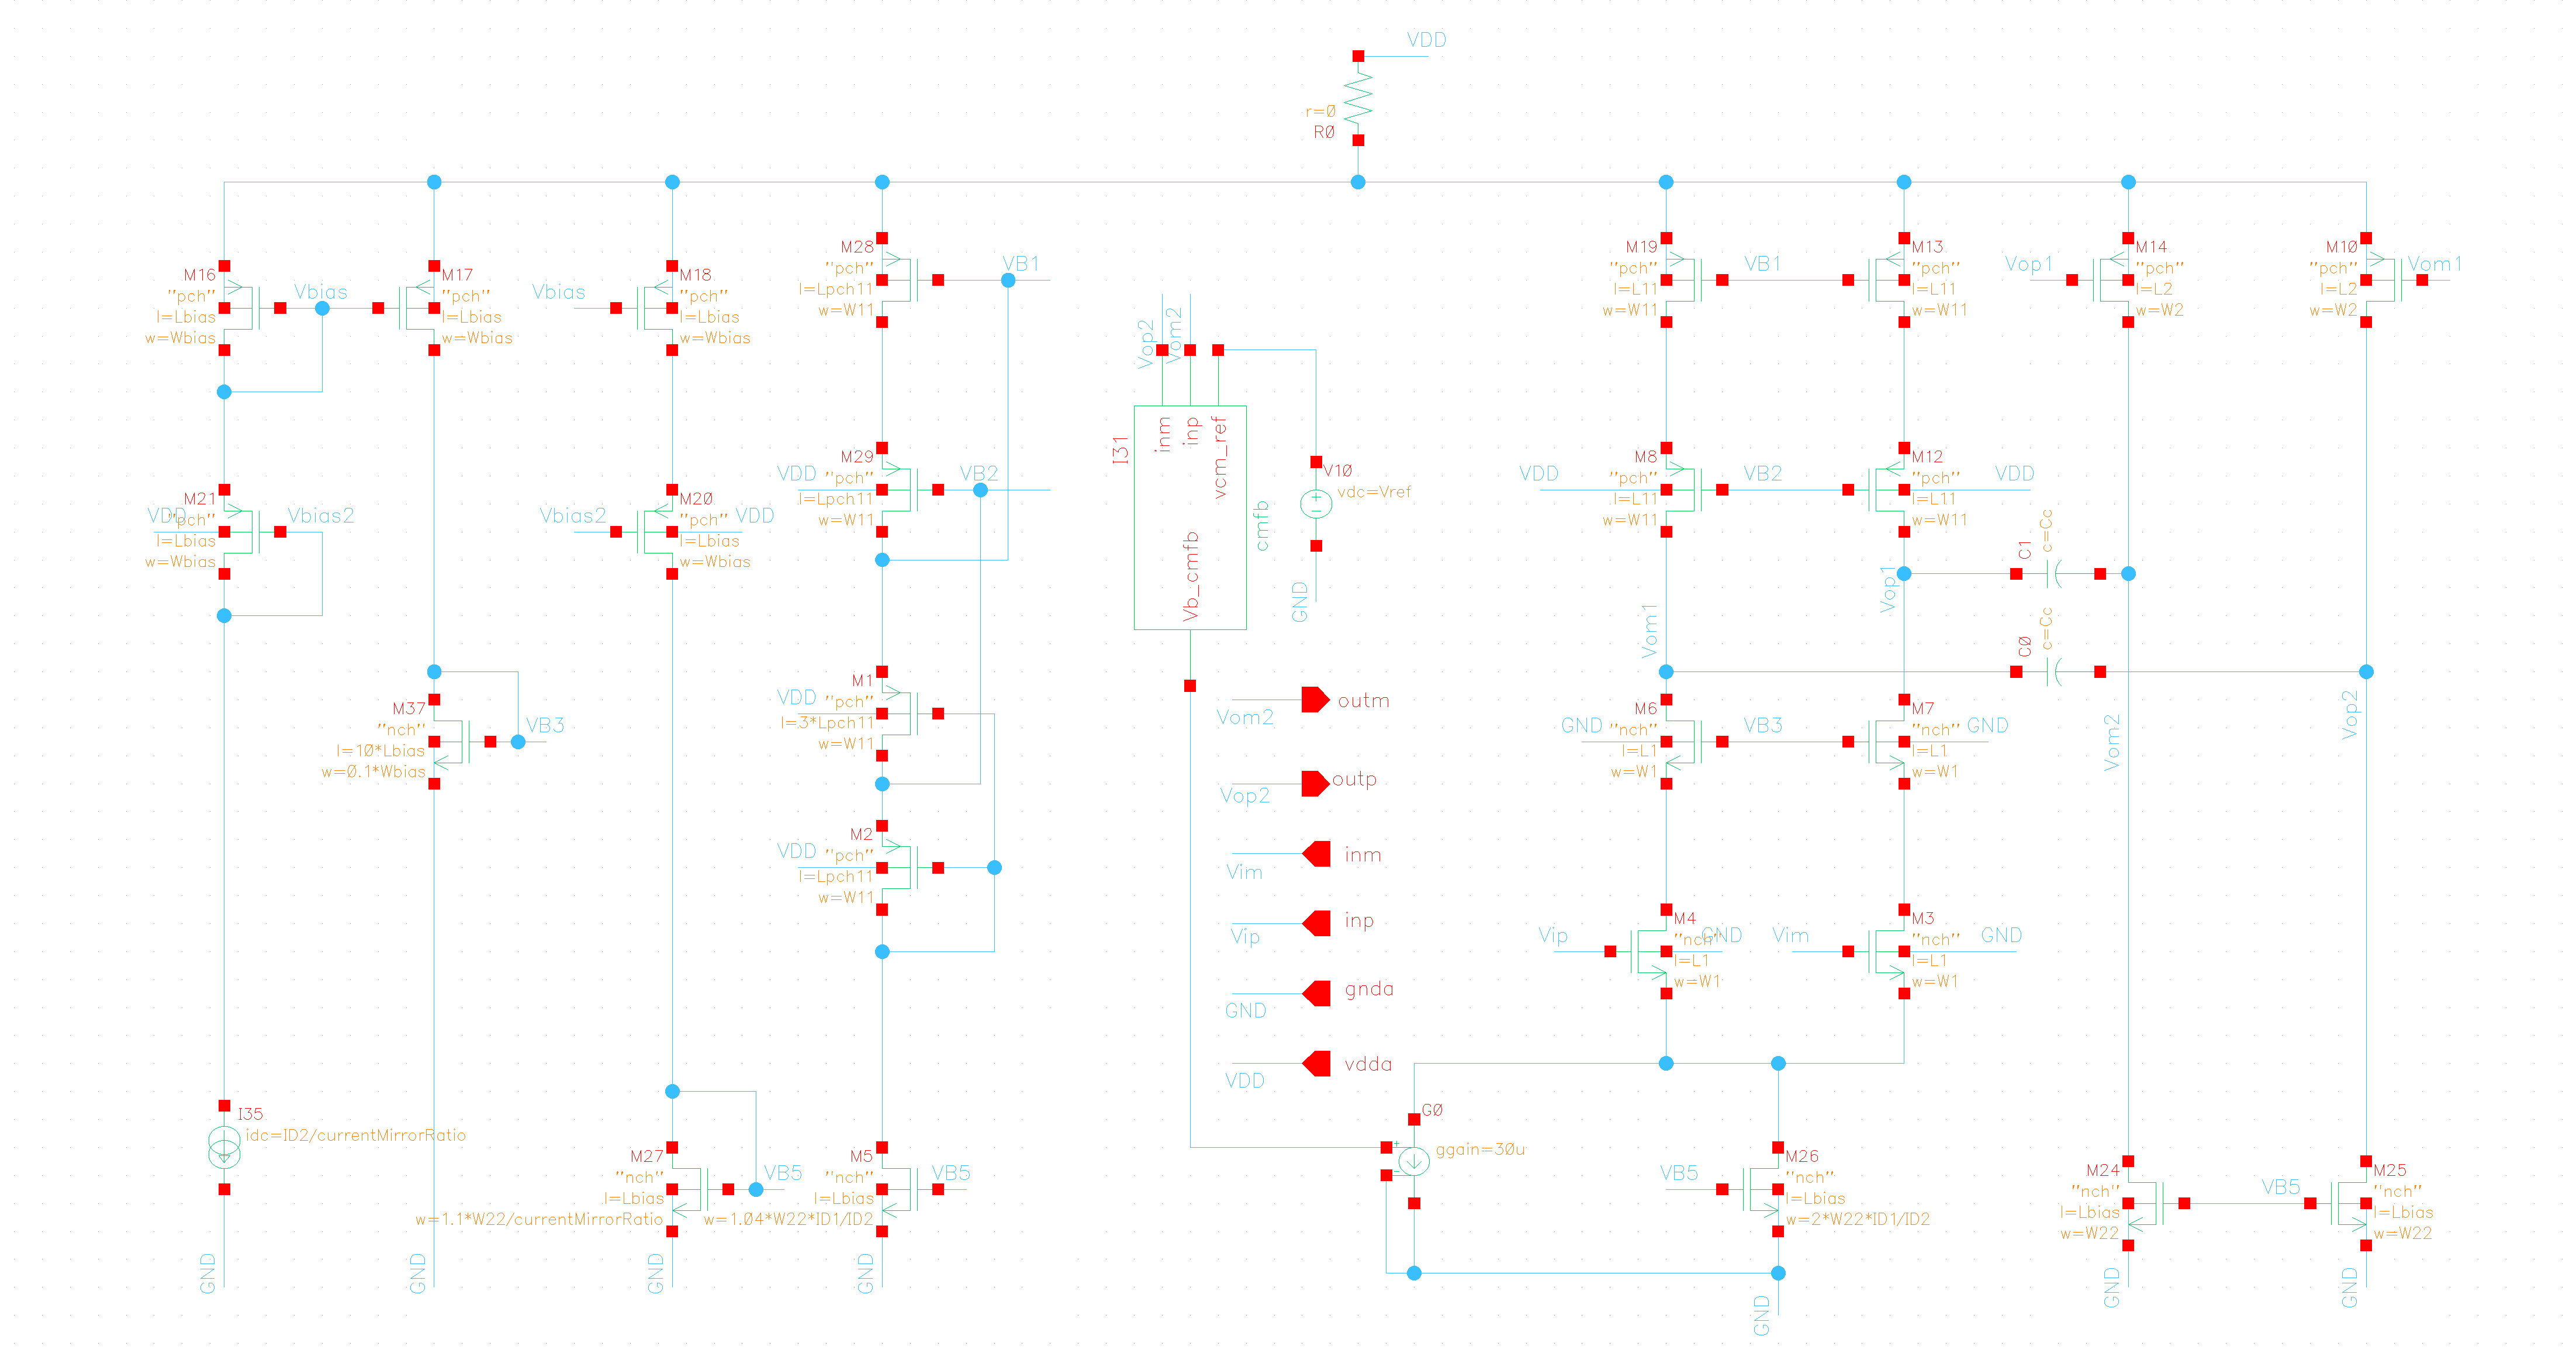 VDD
r=0
R0
M16
"pch"
l=Lbias
w=Wbias
Vbias
M17
"pch"
l=Lbias
w=Wbias
Vbias
M18
"pch"
l=Lbias
w=Wbias
M28
"pch"
l=Lpch11
w=W11
VB1
M19
"pch"
l=L11
w=W11
VB1
M13
"pch"
l=L11
w=W11
Vop1
M14
"pch"
l=L2
w=W2
M10
"pch"
l=L2
w=W2
Vom1
M21
VDD
"pch"
l=Lbias
w=Wbias
Vbias2
Vbias2
M20
"pch"
VDD
l=Lbias
w=Wbias
M29
VDD
"pch"
l=Lpch11
w=W11
VB2
Vop2
Vom2
I31
inm
inp
vcm_ref
Vb_cmfb
cmfb
V10
vdc=Vref
GND
VDD
M8
"pch"
l=L11
w=W11
VB2
M12
"pch"
l=L11
w=W11
VDD
C1
c=Cc
Vop1
C0
c=Cc
Vom1
M37
"nch"
l=10*Lbias
w=0.1*Wbias
VB3
M1
VDD
"pch"
l=3*Lpch11
w=W11
M2
VDD
"pch"
l=Lpch11
w=W11
Vom2
outm
Vop2
outp
Vim
inm
Vip
inp
GND
gnda
VDD
vdda
M6
GND
"nch"
l=L1
w=W1
VB3
M7
"nch"
GND
l=L1
w=W1
Vom2
Vop2
Vip
M4
"nch"
GND
l=L1
w=W1
Vim
M3
"nch"
GND
l=L1
w=W1
I35
idc=ID2/currentMirrorRatio
GND
GND
M27
"nch"
l=Lbias
w=1.1*W22/currentMirrorRatio
VB5
GND
M5
"nch"
l=Lbias
w=1.04*W22*ID1/ID2
VB5
GND
G0
+
-
ggain=30u
VB5
M26
"nch"
l=Lbias
w=2*W22*ID1/ID2
GND
M24
"nch"
l=Lbias
w=W22
GND
VB5
M25
"nch"
l=Lbias
w=W22
GND